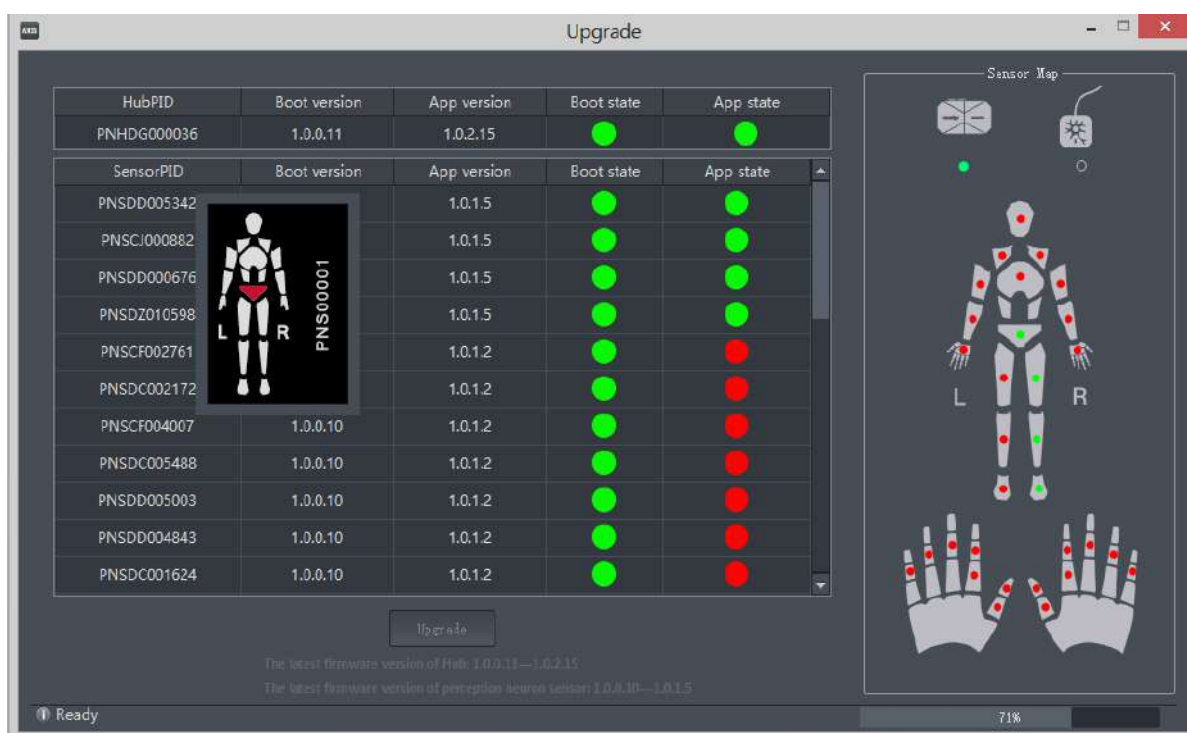 AXIS
Upgrade
Sensor Map
HubPID Boot version App version Boot state App state
PNHDG000036 1.0.0.11 1.0.2.15
SensorPID Boot version App version Boot state App state
PNSDD005342 1.0.1.5
PNSCJ000882 1.0.1.5
PNSDD000676 1.0.1.5
PNSDZ010598 1.0.1.5
PNSCF002761 1.0.1.2
PNSDC002172 1.0.1.2
PNSCF004007 1.0.0.10 1.0.1.2
PNSDC005488 1.0.0.10 1.0.1.2
PNSDD005003 1.0.0.10 1.0.1.2
PNSDD004843 1.0.0.10 1.0.1.2
PNSDC001624 1.0.0.10 1.0.1.2
L R
PNS00001
L R
Upgrade
The latest firmware version of Hub: 1.0.0.11—1.0.2.15
The latest firmware version of perception neuron sensor: 1.0.0.10—1.0.1.5
Ready
71%